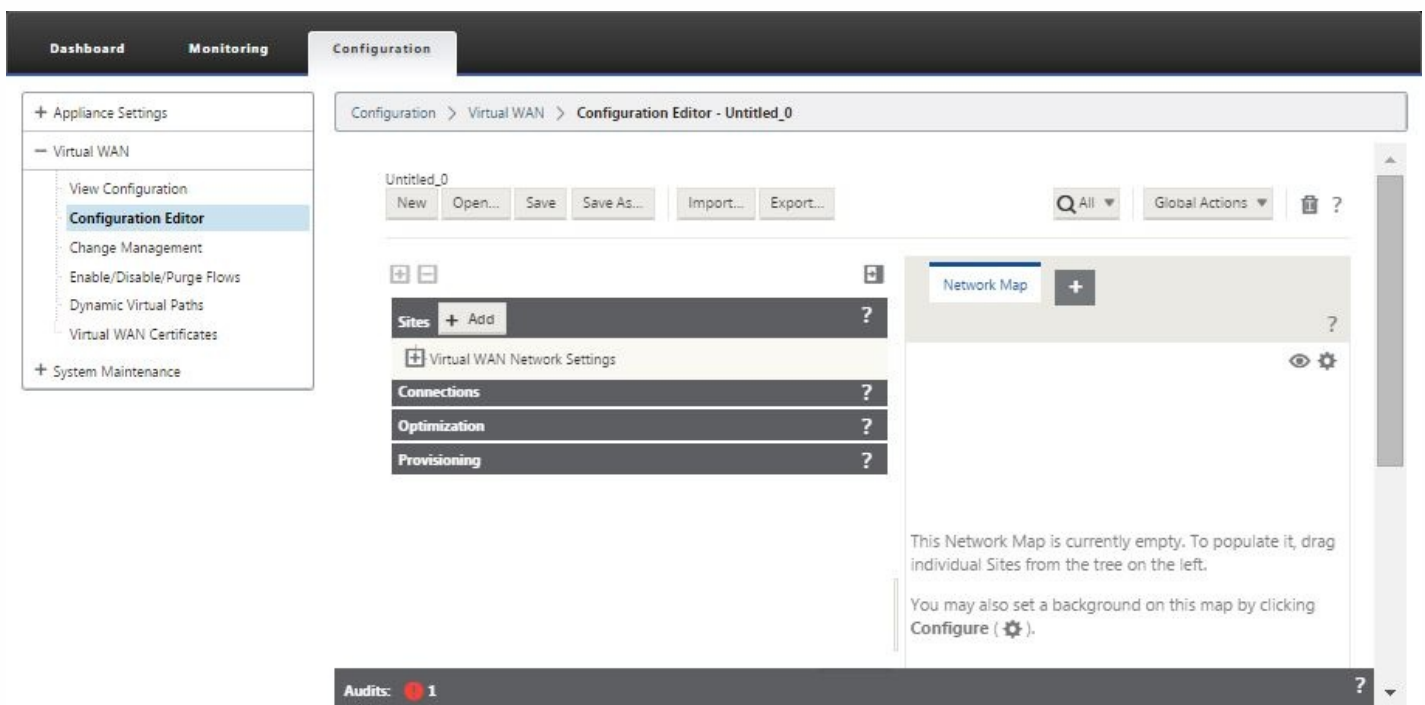 Dashboard Monitoring Configuration
+ Appliance Settings
− Virtual WAN
View Configuration
Configuration Editor
Change Management
Enable/Disable/Purge Flows
Dynamic Virtual Paths
Virtual WAN Certificates
+ System Maintenance
Configuration > Virtual WAN > Configuration Editor - Untitled_0
Untitled_0
New Open... Save Save As... Import... Export... All Global Actions ?
Sites + Add ?
Virtual WAN Network Settings
Connections ?
Optimization ?
Provisioning ?
Network Map +
?
This Network Map is currently empty. To populate it, drag
individual Sites from the tree on the left.
You may also set a background on this map by clicking
Configure ( ).
Audits: 1 ?